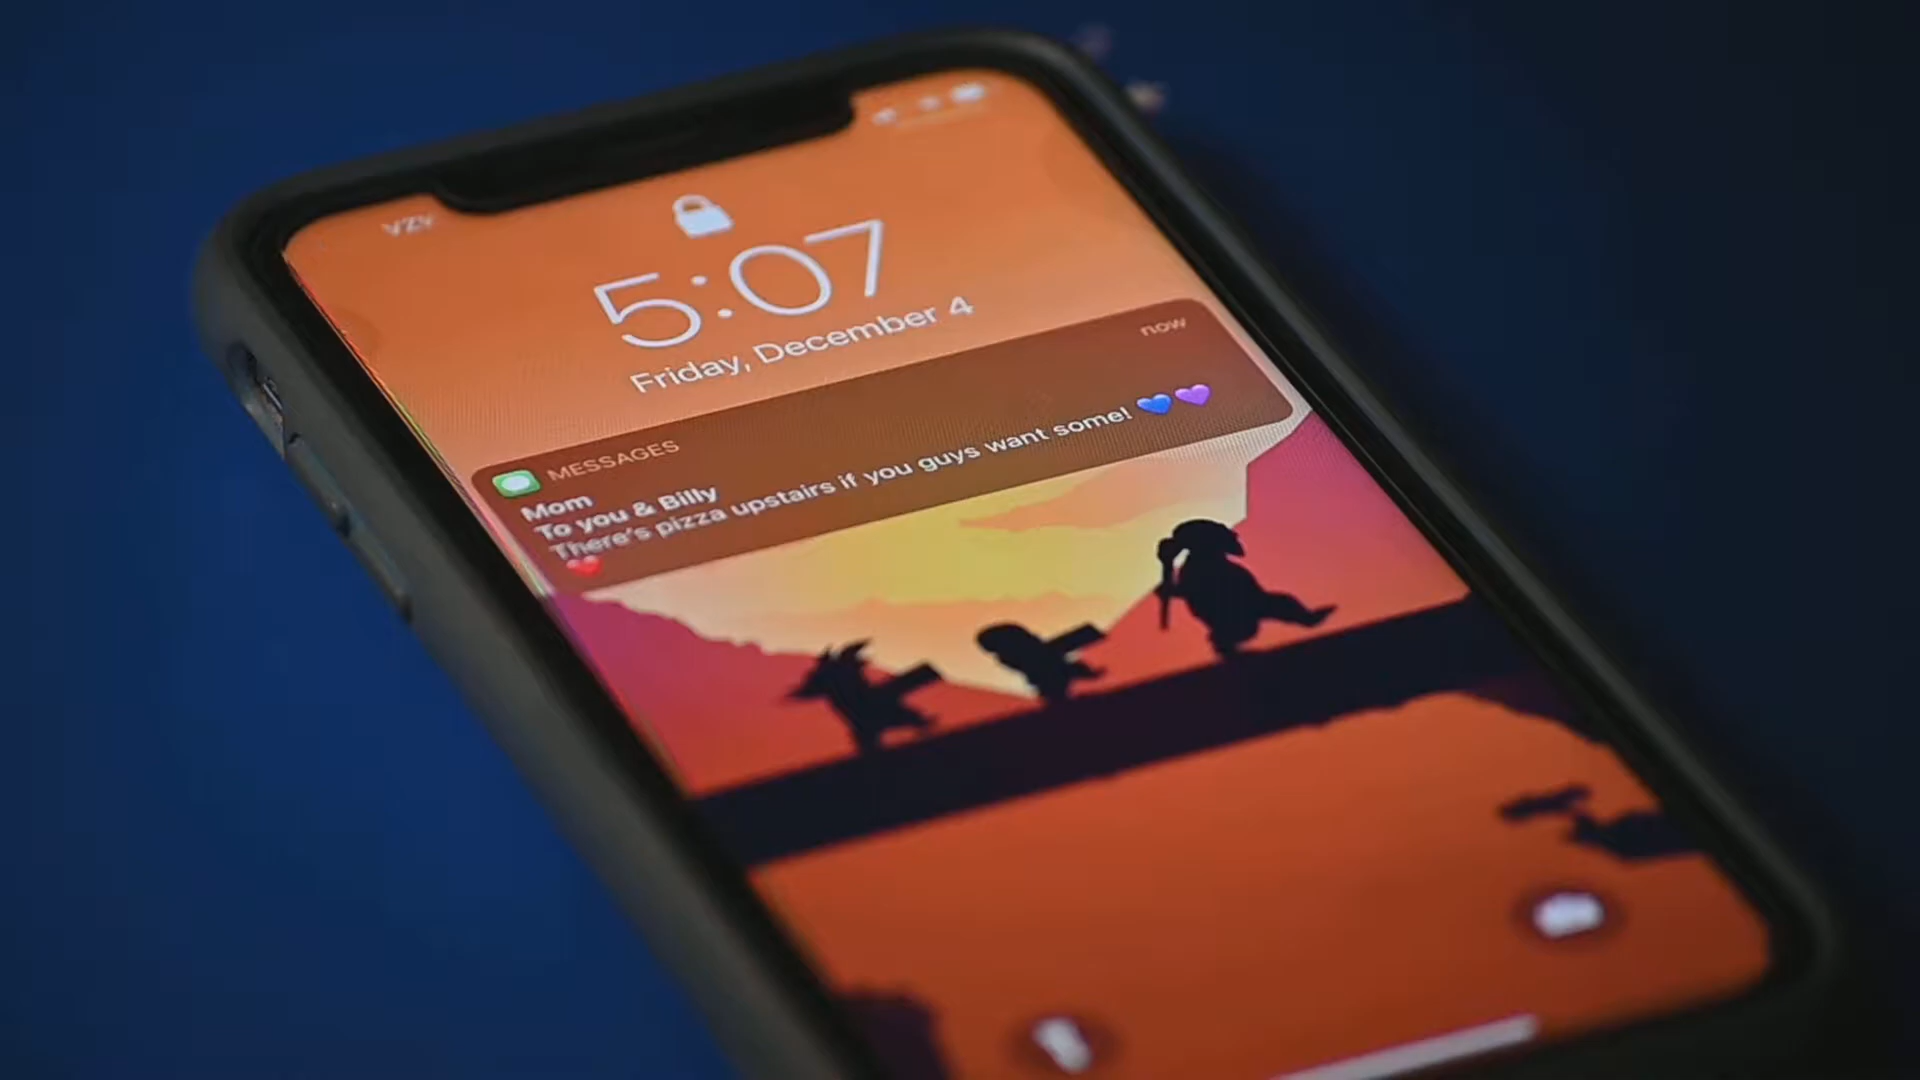 VZV
5:07
Friday, December 4
MESSAGES now
Mom
To you & Billy
There's pizza upstairs if you guys want some! 💙💜
❤️